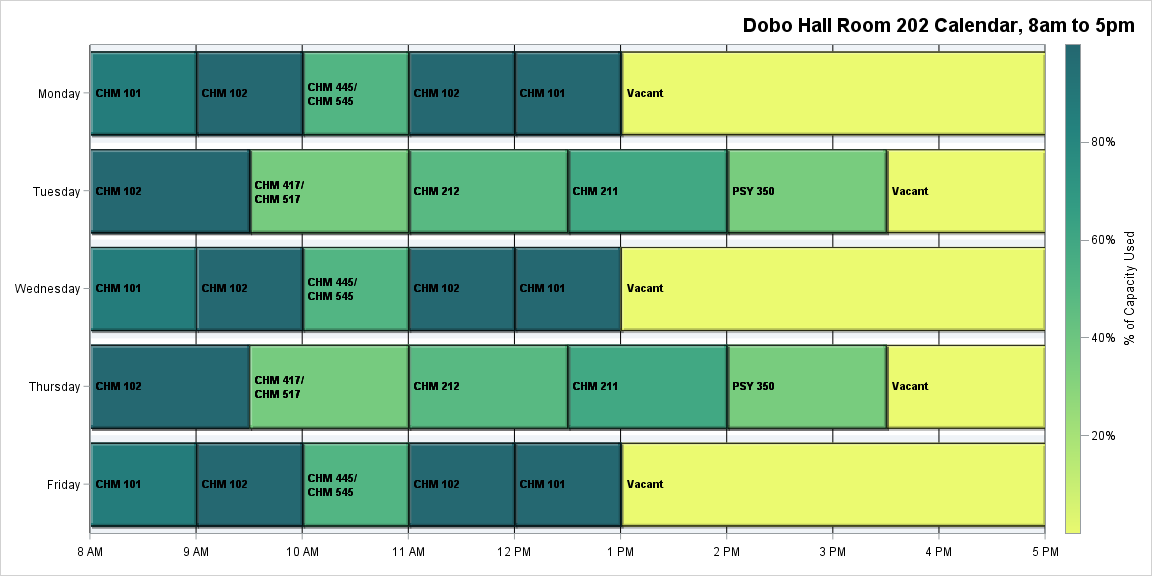 Dobo Hall Room 202 Calendar, 8am to 5pm
Monday
CHM 101
CHM 102
CHM 445/
CHM 545
CHM 102
CHM 101
Vacant
Tuesday
CHM 102
CHM 417/
CHM 517
CHM 212
CHM 211
PSY 350
Vacant
Wednesday
CHM 101
CHM 102
CHM 445/
CHM 545
CHM 102
CHM 101
Vacant
Thursday
CHM 102
CHM 417/
CHM 517
CHM 212
CHM 211
PSY 350
Vacant
Friday
CHM 101
CHM 102
CHM 445/
CHM 545
CHM 102
CHM 101
Vacant
8 AM
9 AM
10 AM
11 AM
12 PM
1 PM
2 PM
3 PM
4 PM
5 PM
80%
60%
40%
20%
% of Capacity Used